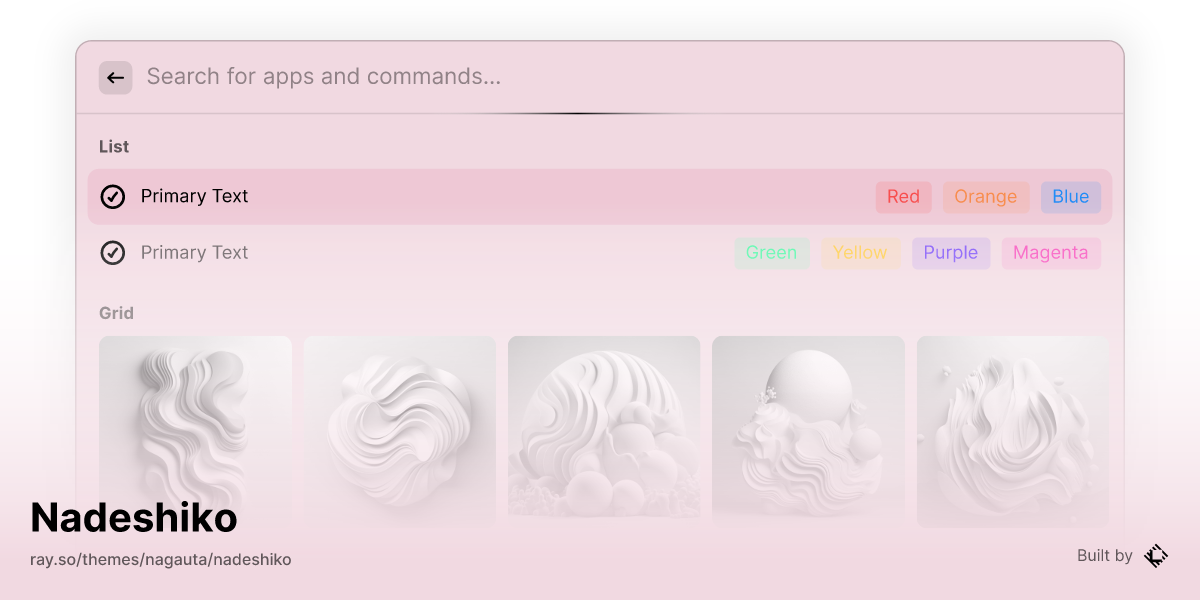 Search for apps and commands...
List
Primary Text Red Orange Blue
Primary Text Green Yellow Purple Magenta
Grid
Nadeshiko
ray.so/themes/nagauta/nadeshiko
Built by